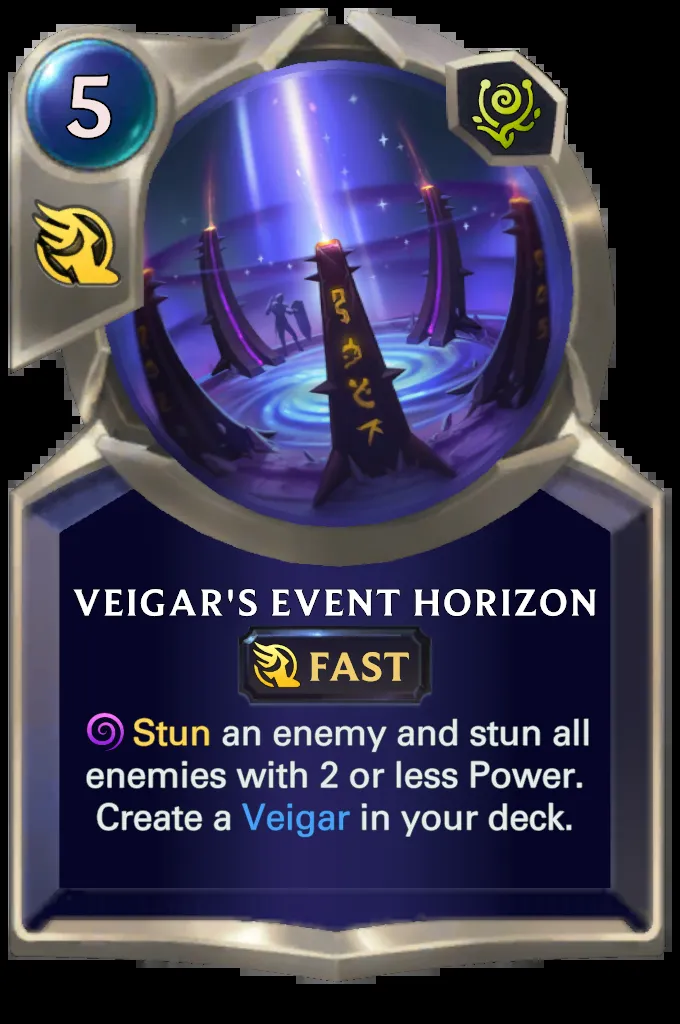 5
VEIGAR'S EVENT HORIZON
FAST
Stun an enemy and stun all
enemies with 2 or less Power.
Create a Veigar in your deck.